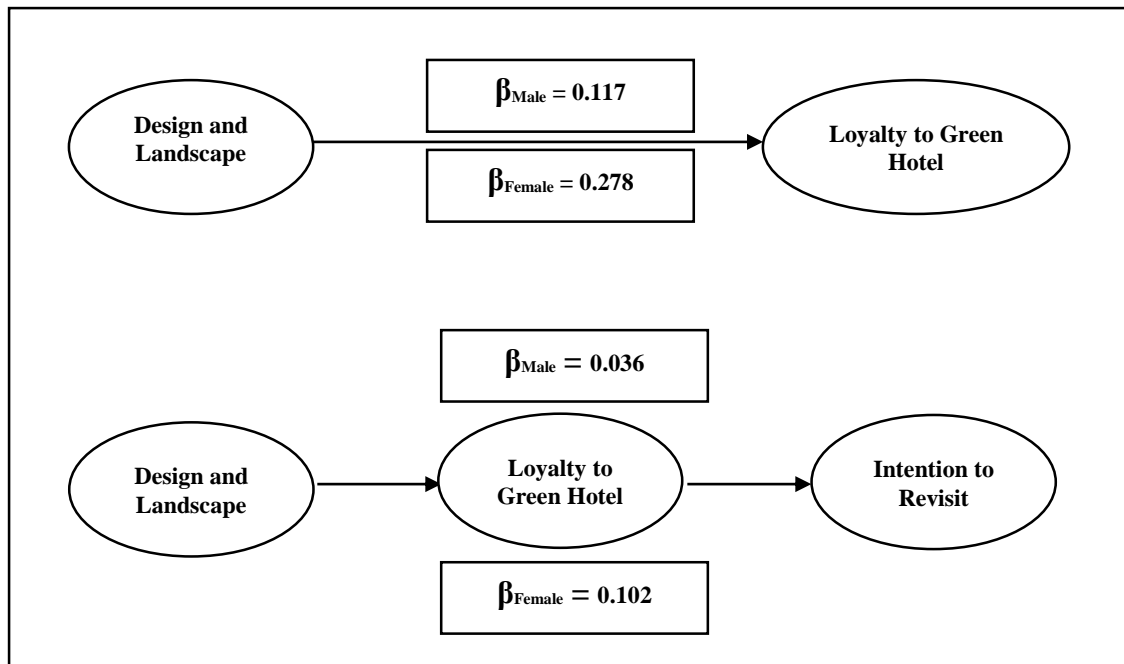 Design and
Landscape
βMale = 0.117
βFemale = 0.278
Loyalty to Green
Hotel
Design and
Landscape
βMale = 0.036
Loyalty to
Green Hotel
βFemale = 0.102
Intention to
Revisit